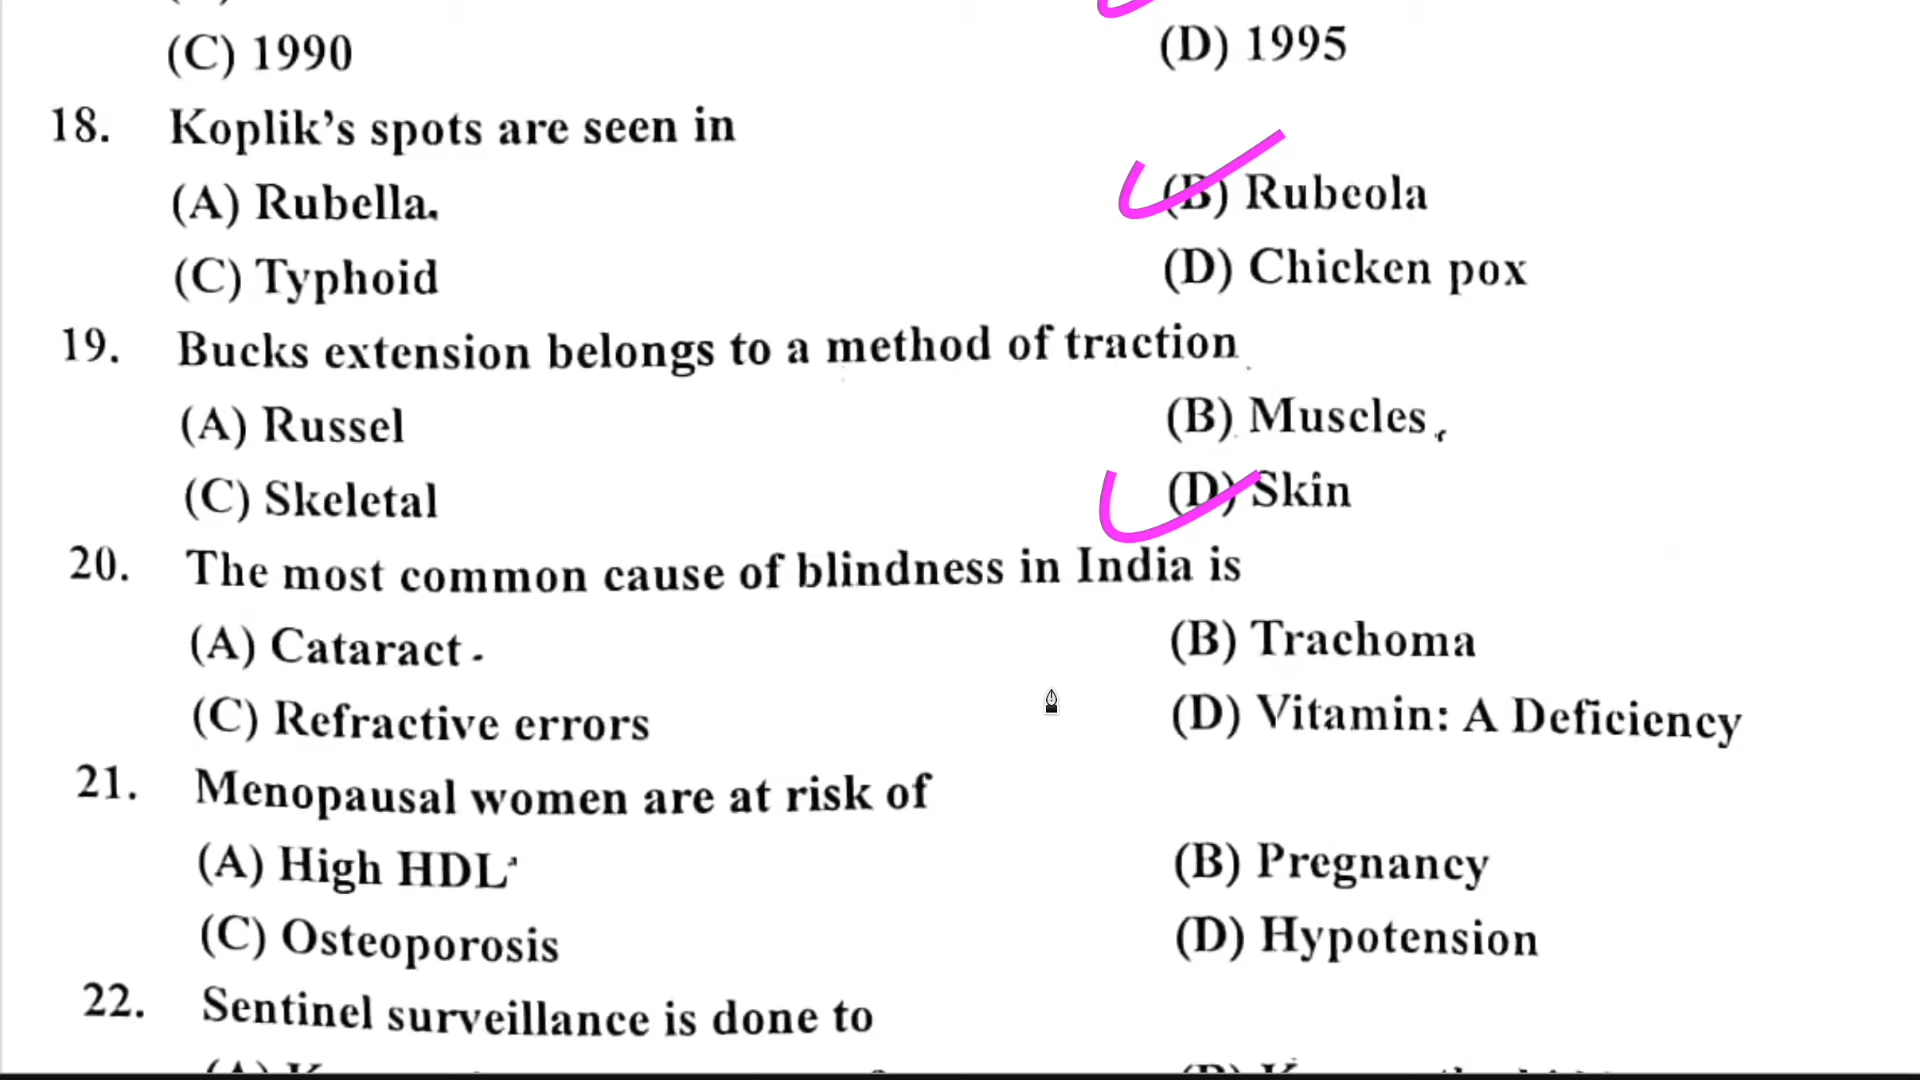 (C) 1990 (D) 1995
18. Koplik's spots are seen in
(A) Rubella. (B) Rubeola
(C) Typhoid (D) Chicken pox
19. Bucks extension belongs to a method of traction
(A) Russel (B) Muscles
(C) Skeletal (D) Skin
20. The most common cause of blindness in India is
(A) Cataract - (B) Trachoma
(C) Refractive errors (D) Vitamin: A Deficiency
21. Menopausal women are at risk of
(A) High HDL (B) Pregnancy
(C) Osteoporosis (D) Hypotension
22. Sentinel surveillance is done to